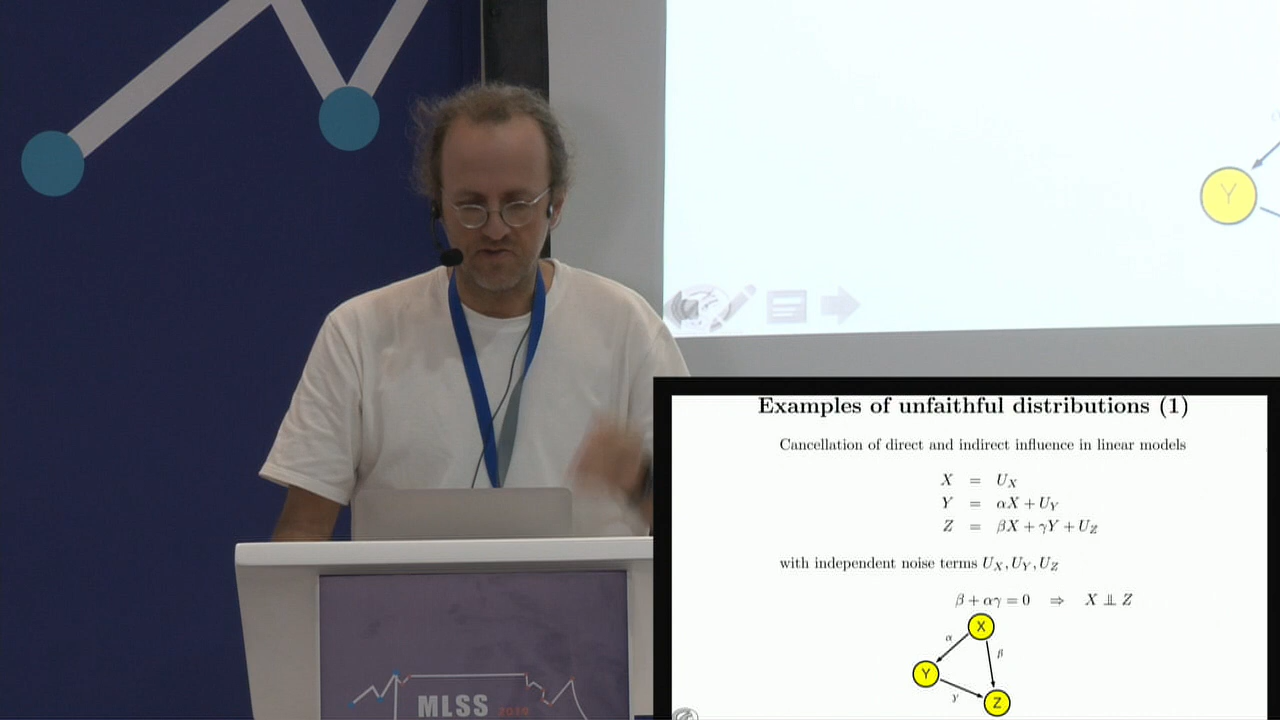 Y
Examples of unfaithful distributions (1)
Cancellation of direct and indirect influence in linear models
X = U_X
Y = αX + U_Y
Z = βX + γY + U_Z
with independent noise terms U_X, U_Y, U_Z
β + αγ = 0 ⇒ X ⫫ Z
X
α
β
Y
γ
Z
MLSS 2019